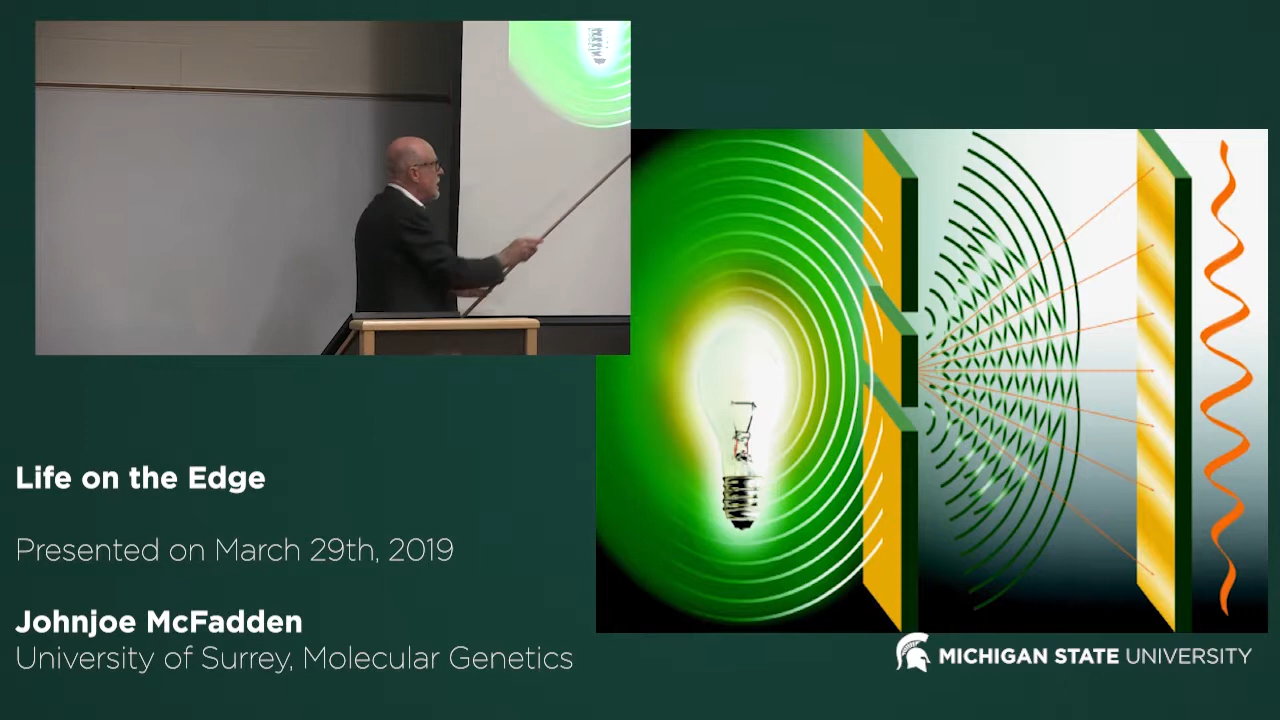 Life on the Edge
Presented on March 29th, 2019
Johnjoe McFadden
University of Surrey, Molecular Genetics
MICHIGAN STATE UNIVERSITY